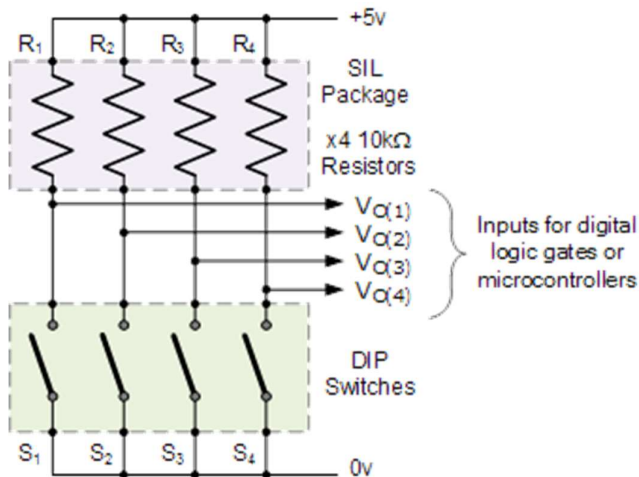 +5v
R1 R2 R3 R4
SIL
Package
x4 10kΩ
Resistors
VO(1)
VO(2)
VO(3)
VO(4)
Inputs for digital
logic gates or
microcontrollers
DIP
Switches
S1 S2 S3 S4
0v